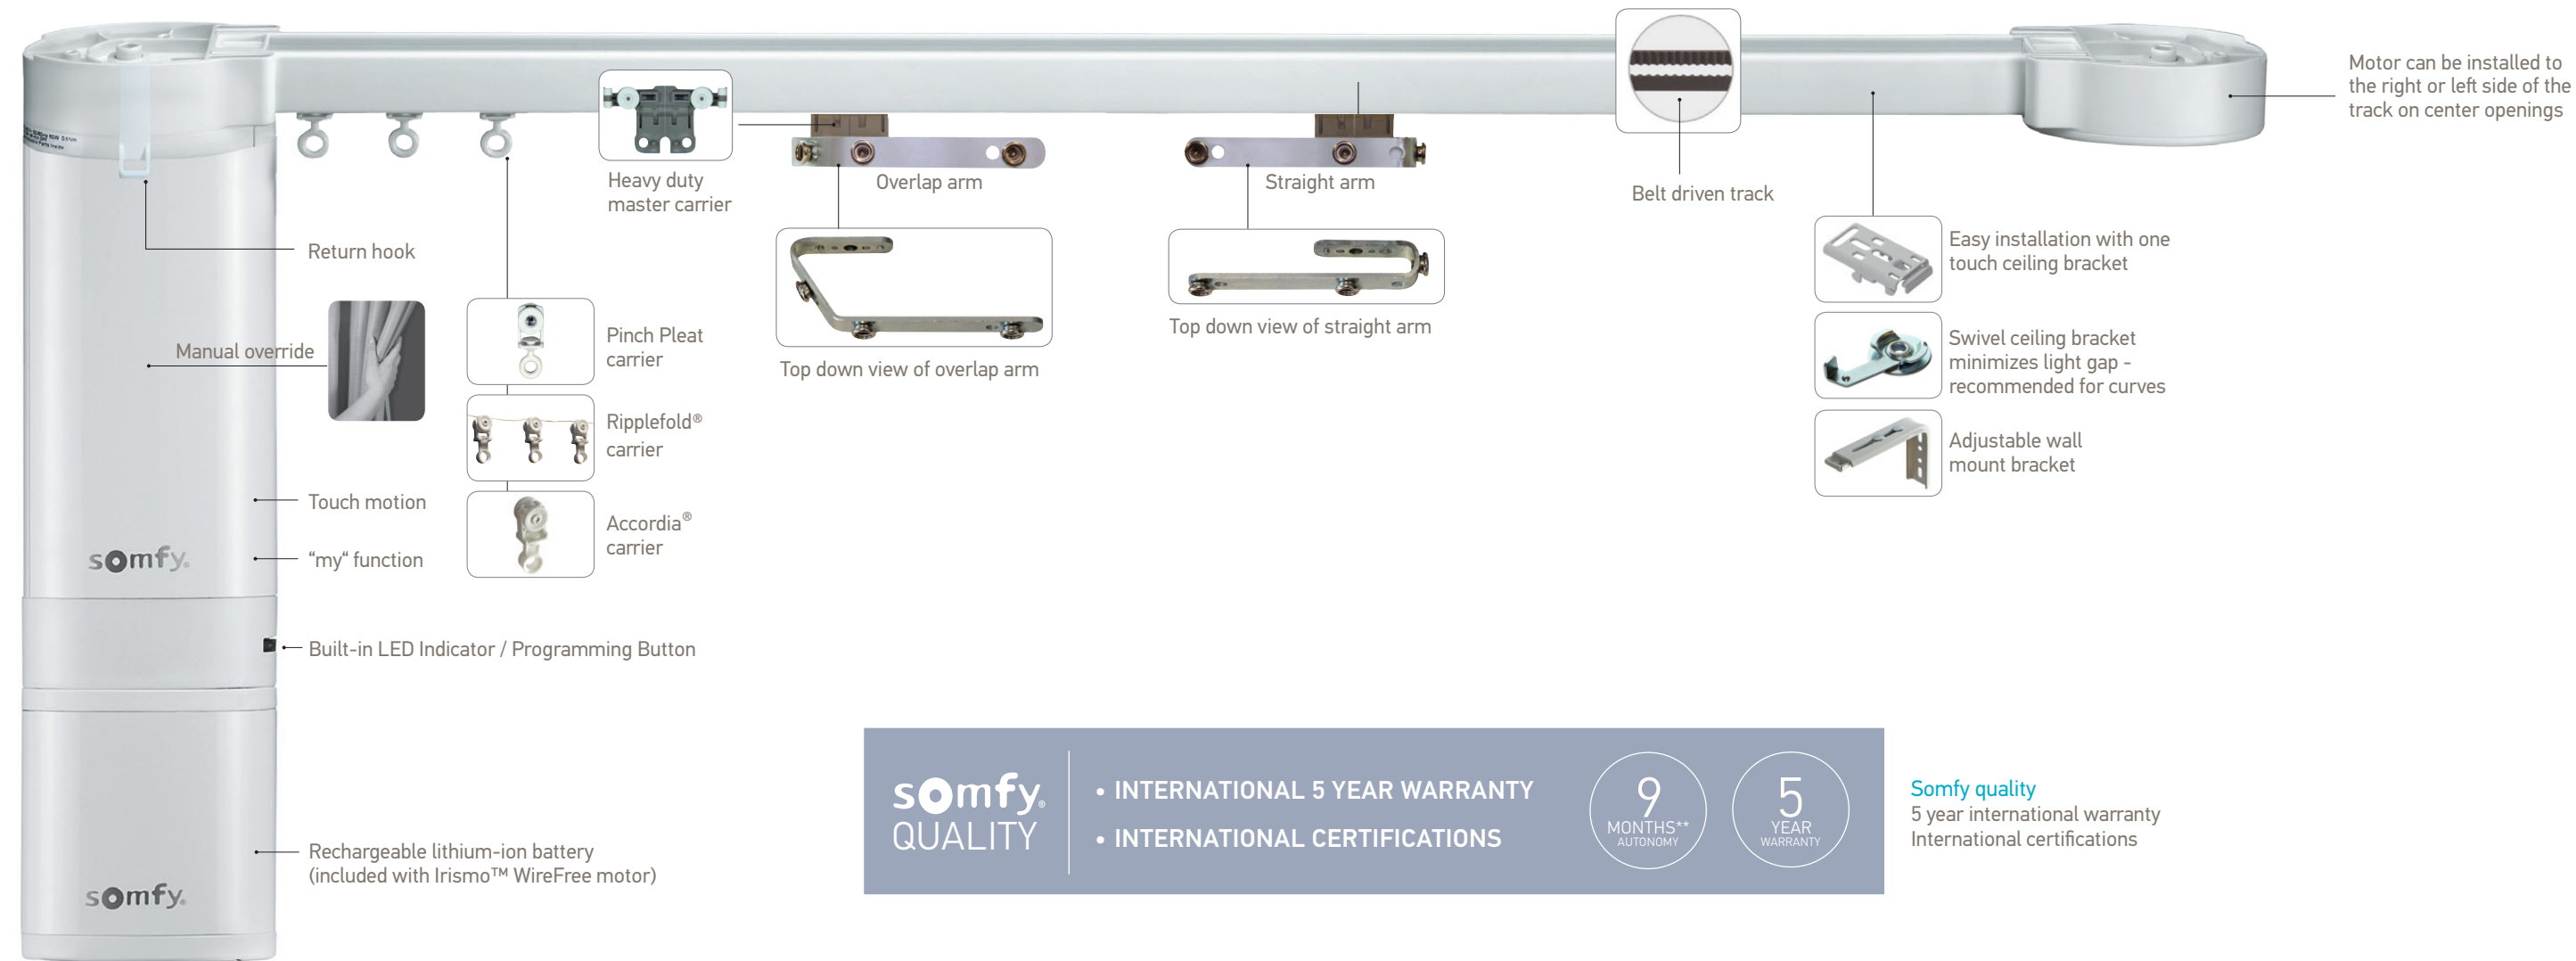 Motor can be installed to
the right or left side of the
track on center openings
Heavy duty
master carrier
Overlap arm
Straight arm
Belt driven track
Return hook
Easy installation with one
touch ceiling bracket
Manual override
Pinch Pleat
carrier
Top down view of overlap arm
Top down view of straight arm
Swivel ceiling bracket
minimizes light gap -
recommended for curves
Ripplefold®
carrier
Adjustable wall
mount bracket
Touch motion
Accordia®
carrier
somfy®
“my“ function
Built-in LED Indicator / Programming Button
somfy®
QUALITY
• INTERNATIONAL 5 YEAR WARRANTY
• INTERNATIONAL CERTIFICATIONS
9
MONTHS**
AUTONOMY
5
YEAR
WARRANTY
Somfy quality
5 year international warranty
International certifications
Rechargeable lithium-ion battery
(included with Irismo™ WireFree motor)
somfy®